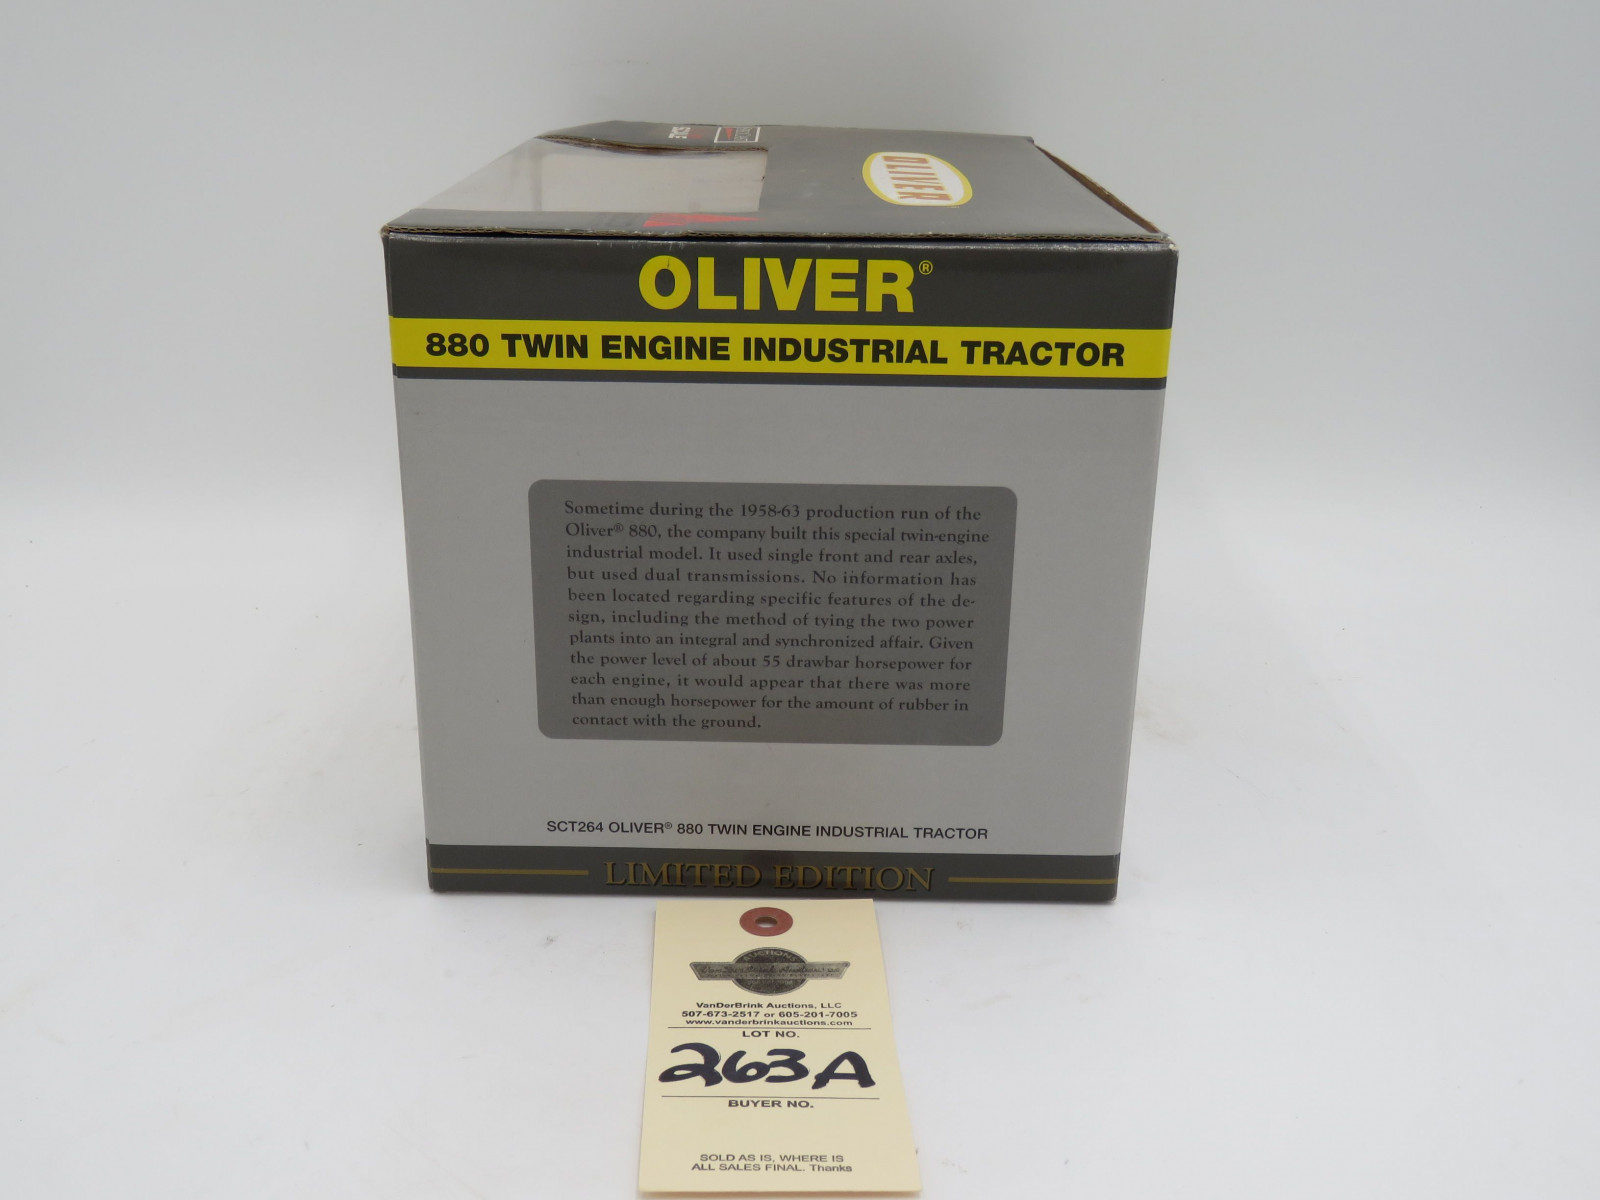 OLIVER
OLIVER®
880 TWIN ENGINE INDUSTRIAL TRACTOR
Sometime during the 1958-63 production run of the
Oliver® 880, the company built this special twin-engine
industrial model. It used single front and rear axles,
but used dual transmissions. No information has
been located regarding specific features of the de-
sign, including the method of tying the two power
plants into an integral and synchronized affair. Given
the power level of about 55 drawbar horsepower for
each engine, it would appear that there was more
than enough horsepower for the amount of rubber in
contact with the ground.
SCT264 OLIVER® 880 TWIN ENGINE INDUSTRIAL TRACTOR
LIMITED EDITION
AUCTIONS
VanDerBrink Auctions
VanDerBrink Auctions, LLC
507-673-2517 or 605-201-7005
www.vanderbrinkauctions.com
LOT NO.
263A
BUYER NO.
SOLD AS IS, WHERE IS
ALL SALES FINAL. Thanks